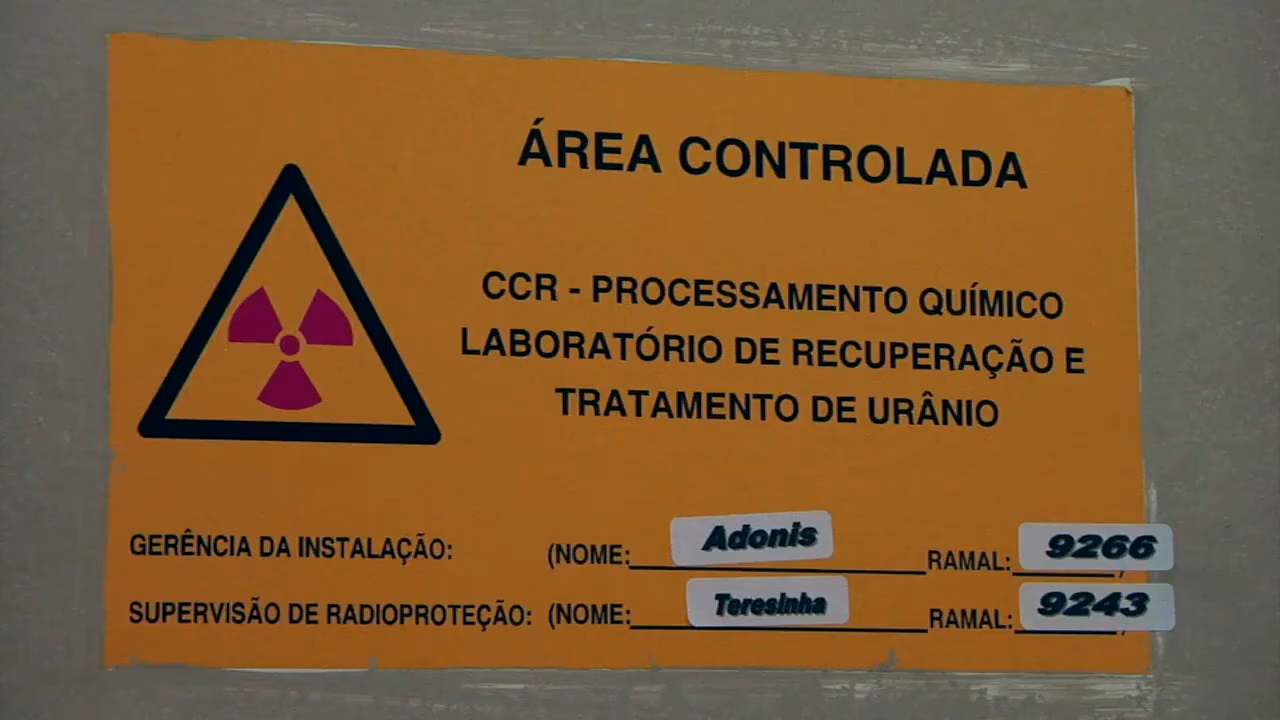 ÁREA CONTROLADA
CCR - PROCESSAMENTO QUÍMICO
LABORATÓRIO DE RECUPERAÇÃO E
TRATAMENTO DE URÂNIO
GERÊNCIA DA INSTALAÇÃO: (NOME: Adonis RAMAL: 9266 )
SUPERVISÃO DE RADIOPROTEÇÃO: (NOME: Teresinha RAMAL: 9243 )